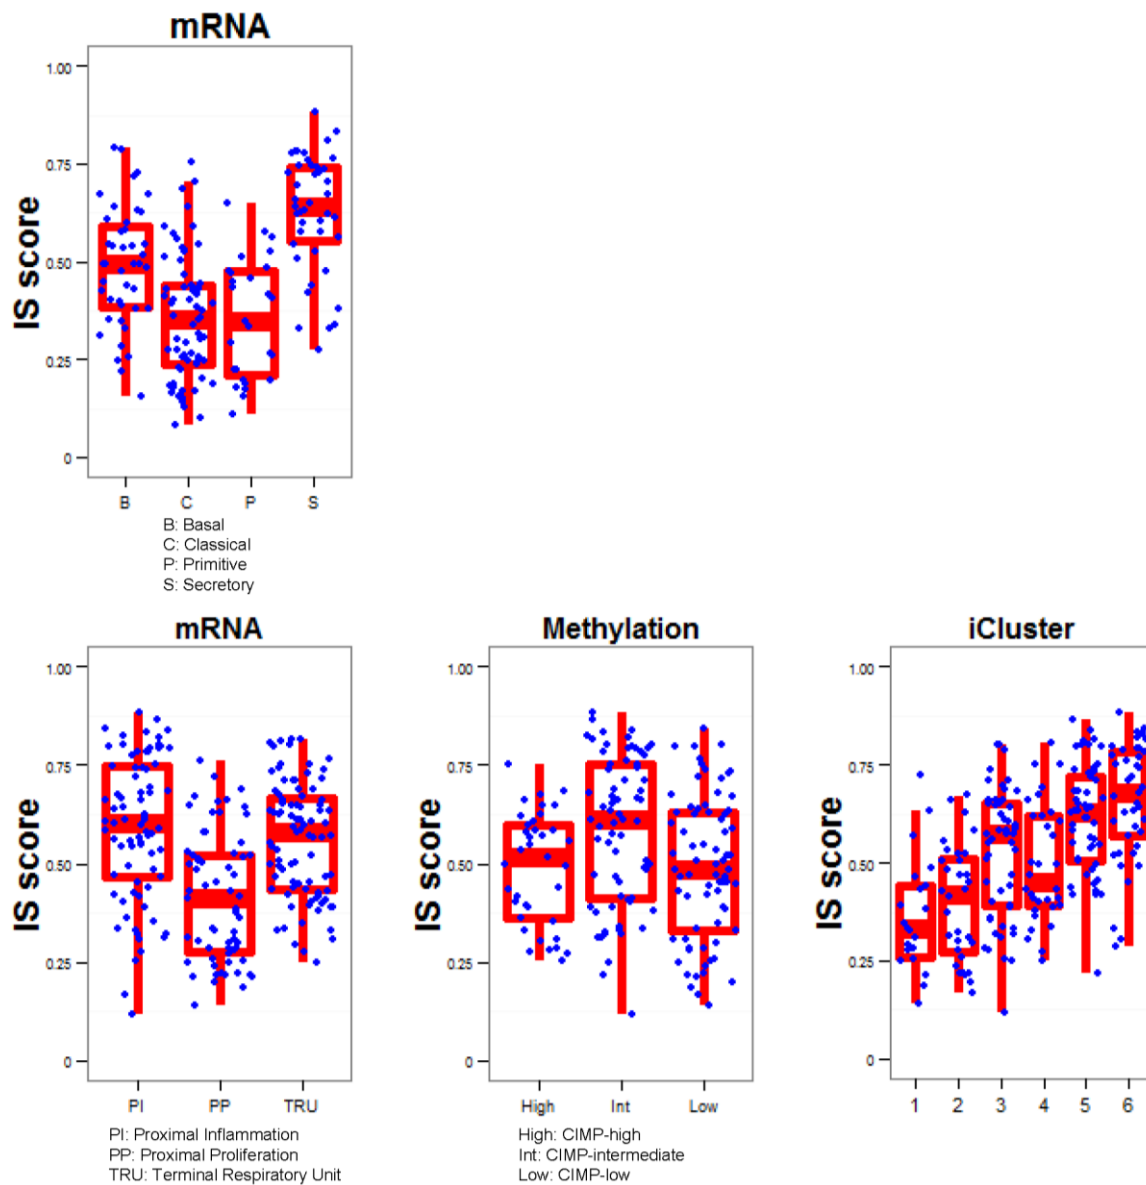 mRNA
IS score
1.00
0.75
0.50
0.25
0
B C P S
B: Basal
C: Classical
P: Primitive
S: Secretory
mRNA
IS score
1.00
0.75
0.50
0.25
0
PI PP TRU
PI: Proximal Inflammation
PP: Proximal Proliferation
TRU: Terminal Respiratory Unit
Methylation
IS score
1.00
0.75
0.50
0.25
0
High Int Low
High: CIMP-high
Int: CIMP-intermediate
Low: CIMP-low
iCluster
IS score
1.00
0.75
0.50
0.25
0
1 2 3 4 5 6